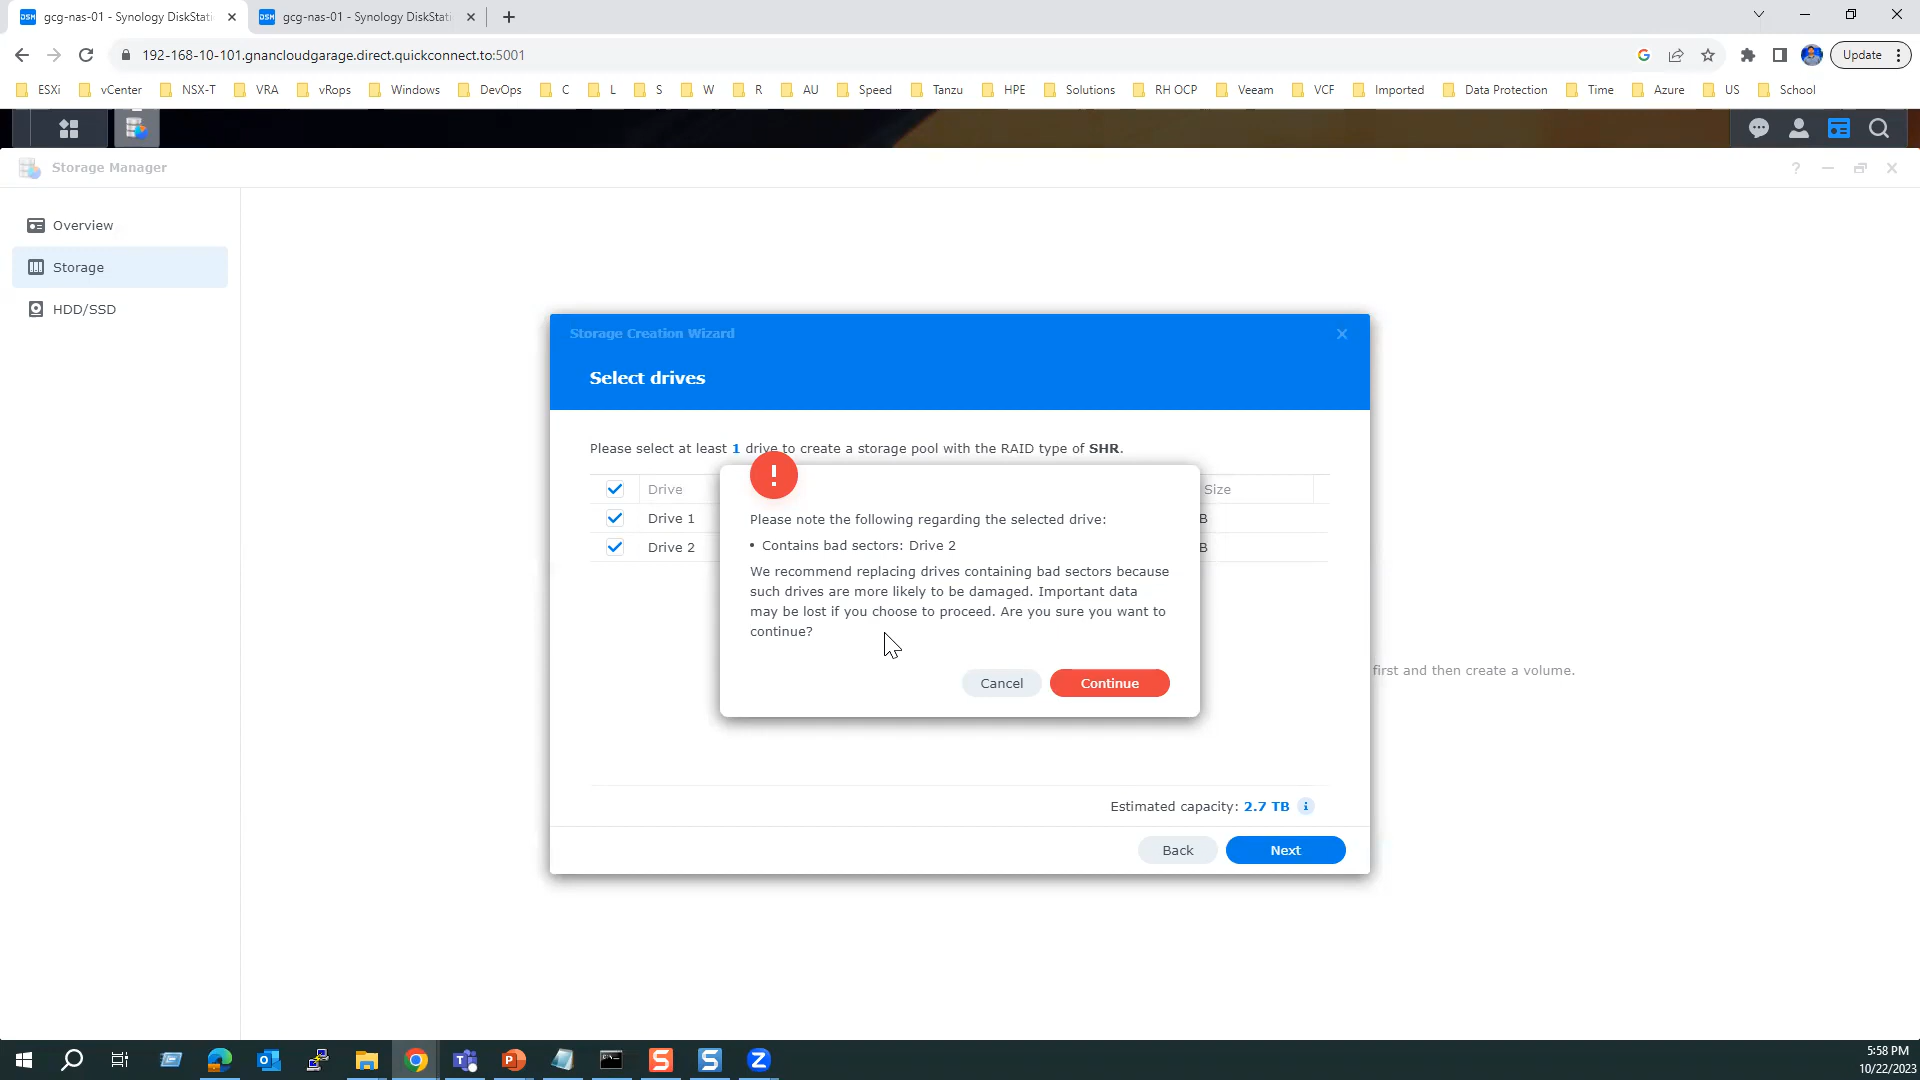 gcg-nas-01 - Synology DiskStati
gcg-nas-01 - Synology DiskStati
192-168-10-101.gnancloudgarage.direct.quickconnect.to:5001
Update
ESXi vCenter NSX-T VRA vRops Windows DevOps C L S W R AU Speed Tanzu HPE Solutions RH OCP Veeam VCF Imported Data Protection Time Azure US School
Storage Manager
Overview
Storage
HDD/SSD
Storage Creation Wizard
Select drives
Please select at least 1 drive to create a storage pool with the RAID type of SHR.
Drive Size
Drive 1 B
Drive 2 B
Please note the following regarding the selected drive:
• Contains bad sectors: Drive 2
We recommend replacing drives containing bad sectors because
such drives are more likely to be damaged. Important data
may be lost if you choose to proceed. Are you sure you want to
continue?
Cancel Continue
first and then create a volume.
Estimated capacity: 2.7 TB
Back Next
5:58 PM
10/22/2023